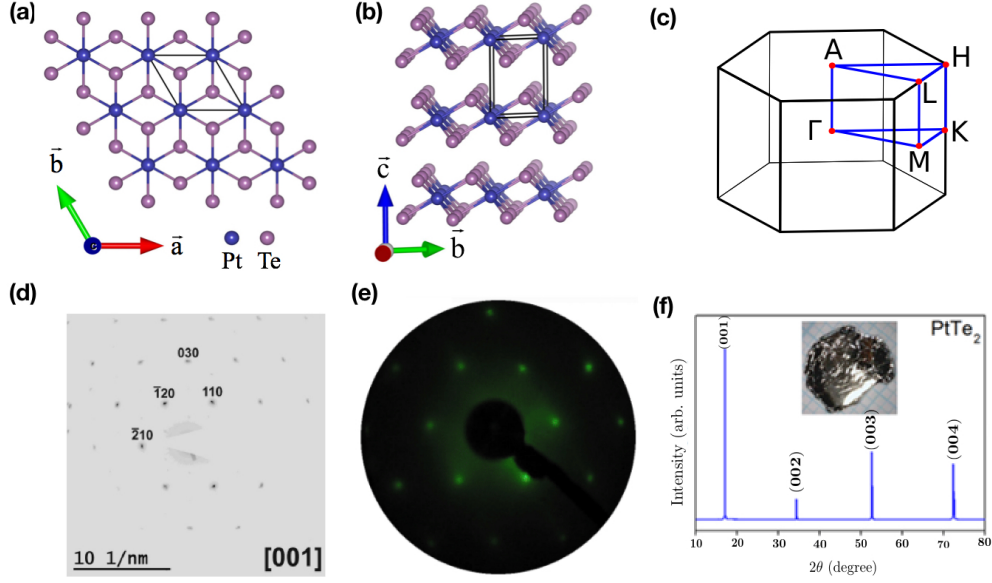 (a)
b⃗
a⃗
c
Pt
Te
(b)
c⃗
b⃗
(c)
A
H
L
Γ
K
M
(d)
030
1̅20
110
2̅10
10 1/nm
[001]
(e)
(f)
PtTe₂
(001)
(002)
(003)
(004)
Intensity (arb. units)
10 20 30 40 50 60 70 80
2θ (degree)